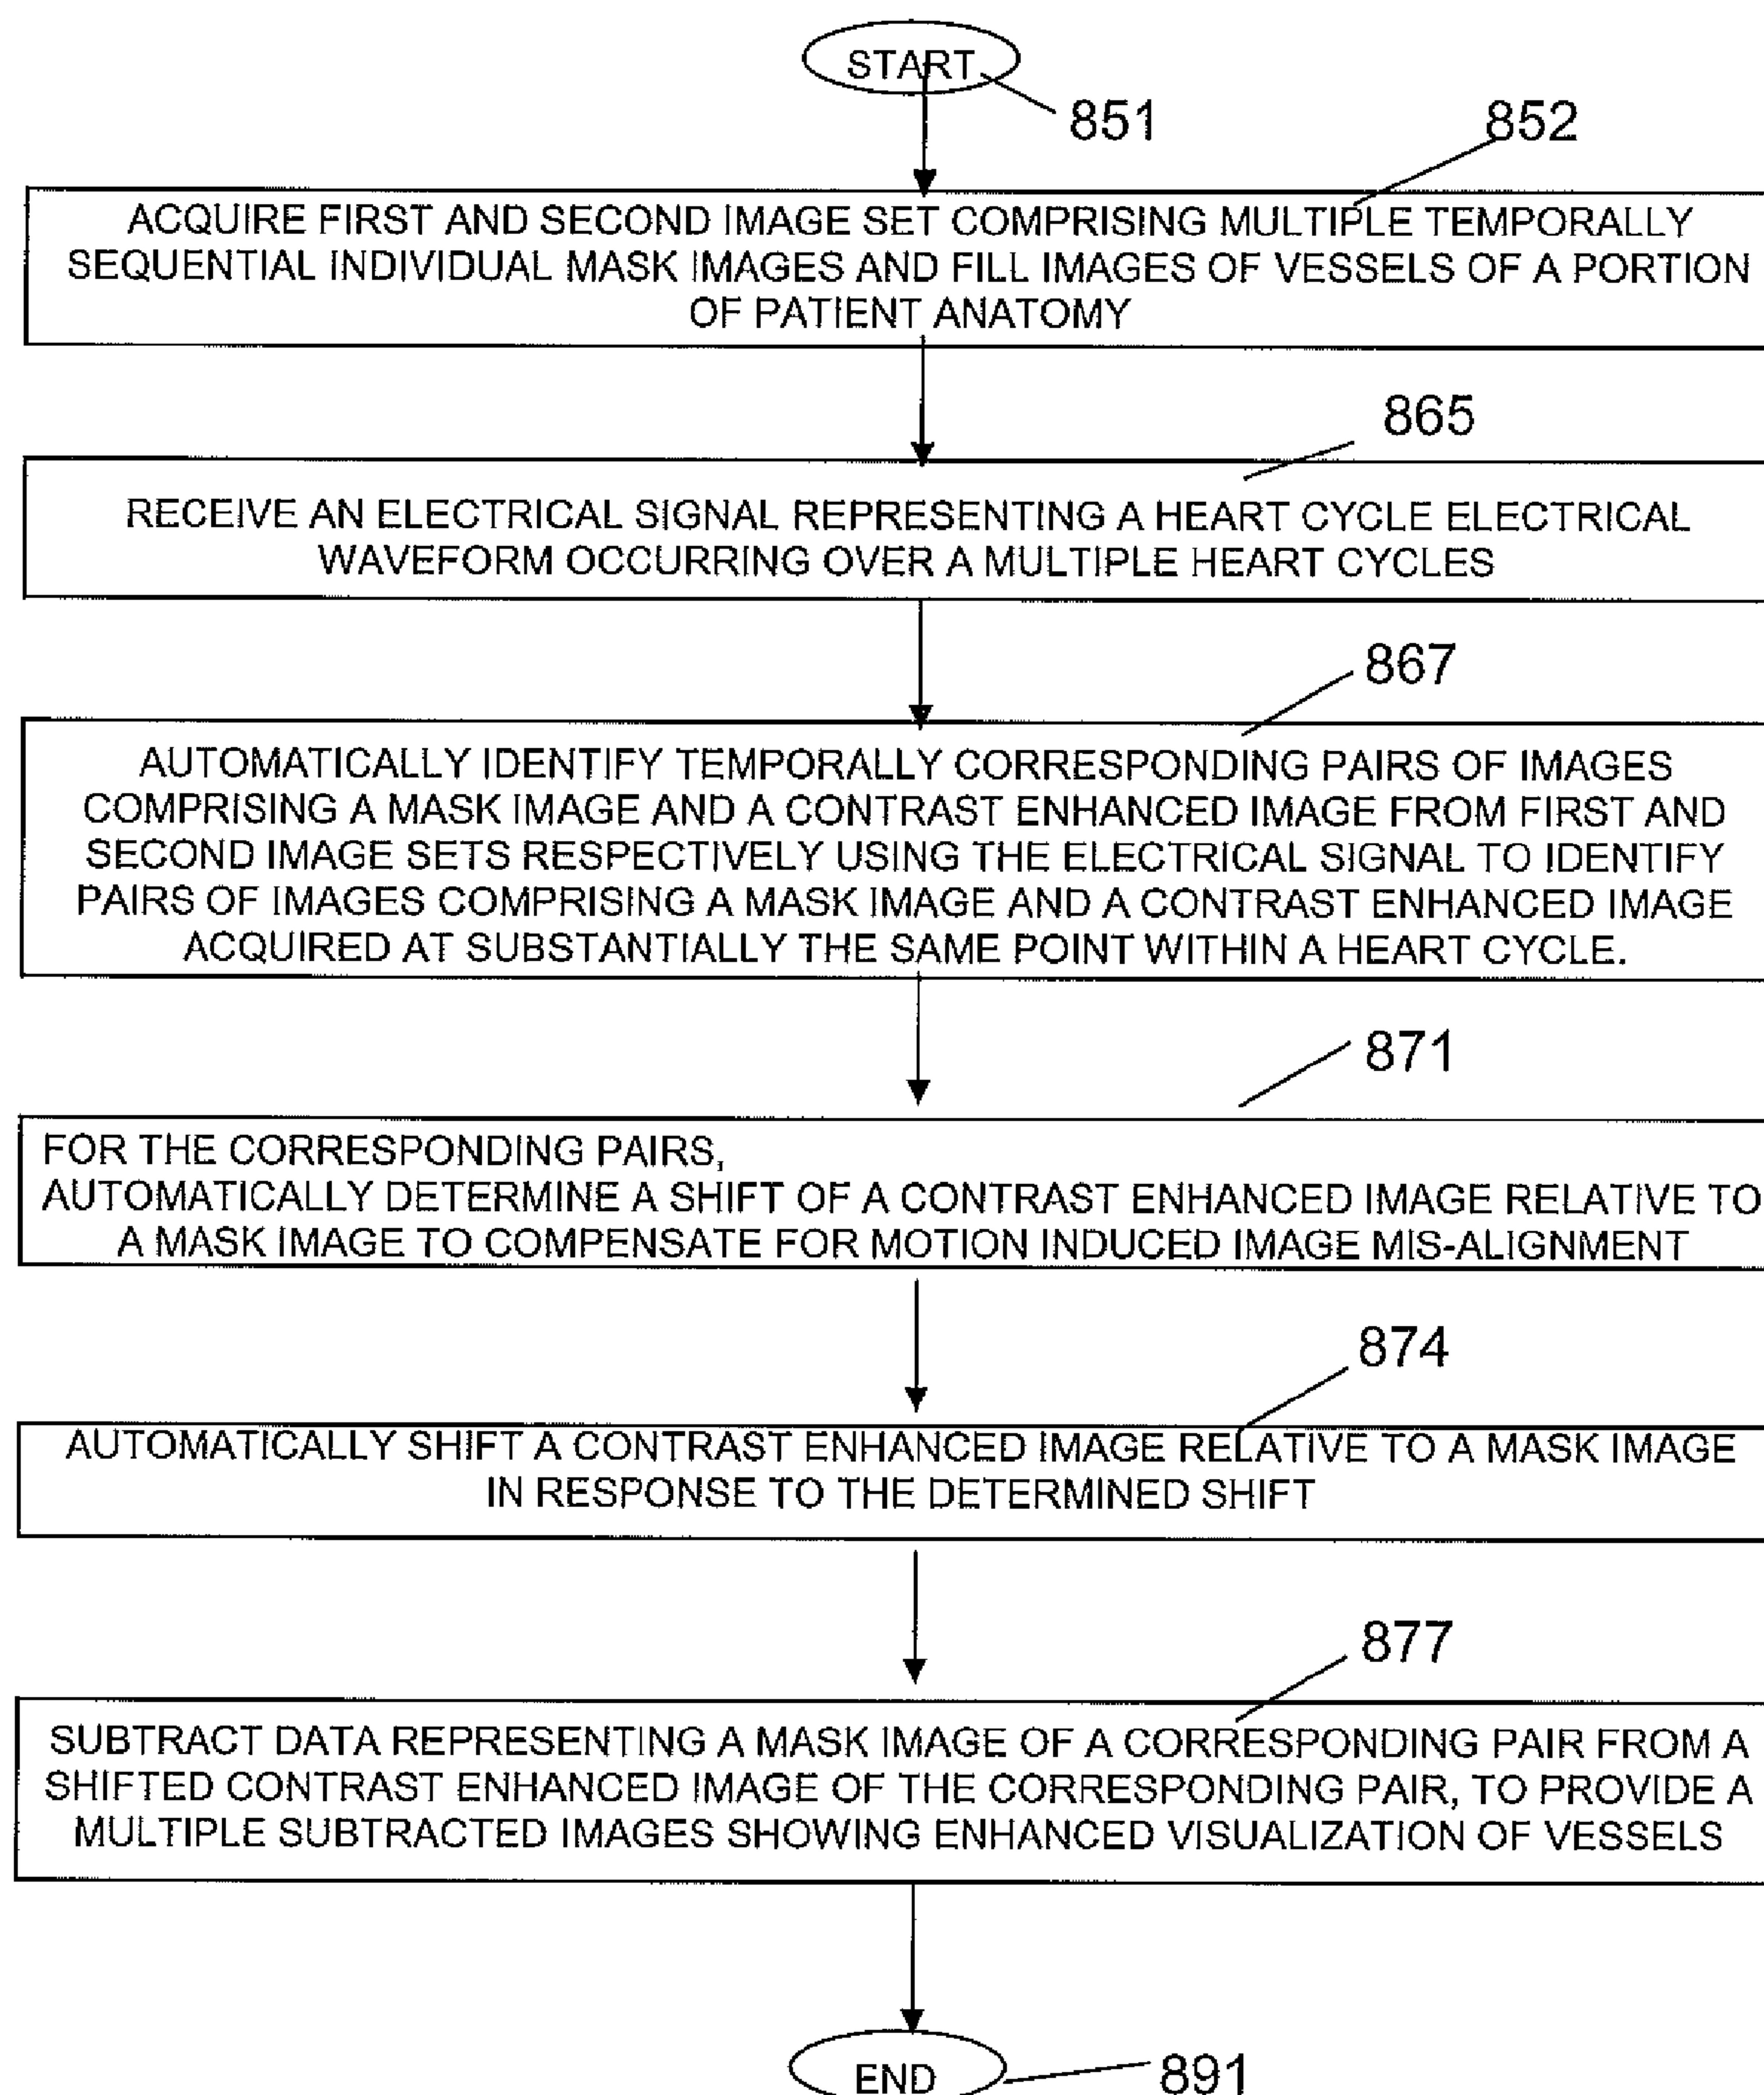 START
851
852
ACQUIRE FIRST AND SECOND IMAGE SET COMPRISING MULTIPLE TEMPORALLY
SEQUENTIAL INDIVIDUAL MASK IMAGES AND FILL IMAGES OF VESSELS OF A PORTION
OF PATIENT ANATOMY
865
RECEIVE AN ELECTRICAL SIGNAL REPRESENTING A HEART CYCLE ELECTRICAL
WAVEFORM OCCURRING OVER A MULTIPLE HEART CYCLES
867
AUTOMATICALLY IDENTIFY TEMPORALLY CORRESPONDING PAIRS OF IMAGES
COMPRISING A MASK IMAGE AND A CONTRAST ENHANCED IMAGE FROM FIRST AND
SECOND IMAGE SETS RESPECTIVELY USING THE ELECTRICAL SIGNAL TO IDENTIFY
PAIRS OF IMAGES COMPRISING A MASK IMAGE AND A CONTRAST ENHANCED IMAGE
ACQUIRED AT SUBSTANTIALLY THE SAME POINT WITHIN A HEART CYCLE.
871
FOR THE CORRESPONDING PAIRS,
AUTOMATICALLY DETERMINE A SHIFT OF A CONTRAST ENHANCED IMAGE RELATIVE TO
A MASK IMAGE TO COMPENSATE FOR MOTION INDUCED IMAGE MIS-ALIGNMENT
874
AUTOMATICALLY SHIFT A CONTRAST ENHANCED IMAGE RELATIVE TO A MASK IMAGE
IN RESPONSE TO THE DETERMINED SHIFT
877
SUBTRACT DATA REPRESENTING A MASK IMAGE OF A CORRESPONDING PAIR FROM A
SHIFTED CONTRAST ENHANCED IMAGE OF THE CORRESPONDING PAIR, TO PROVIDE A
MULTIPLE SUBTRACTED IMAGES SHOWING ENHANCED VISUALIZATION OF VESSELS
END
891